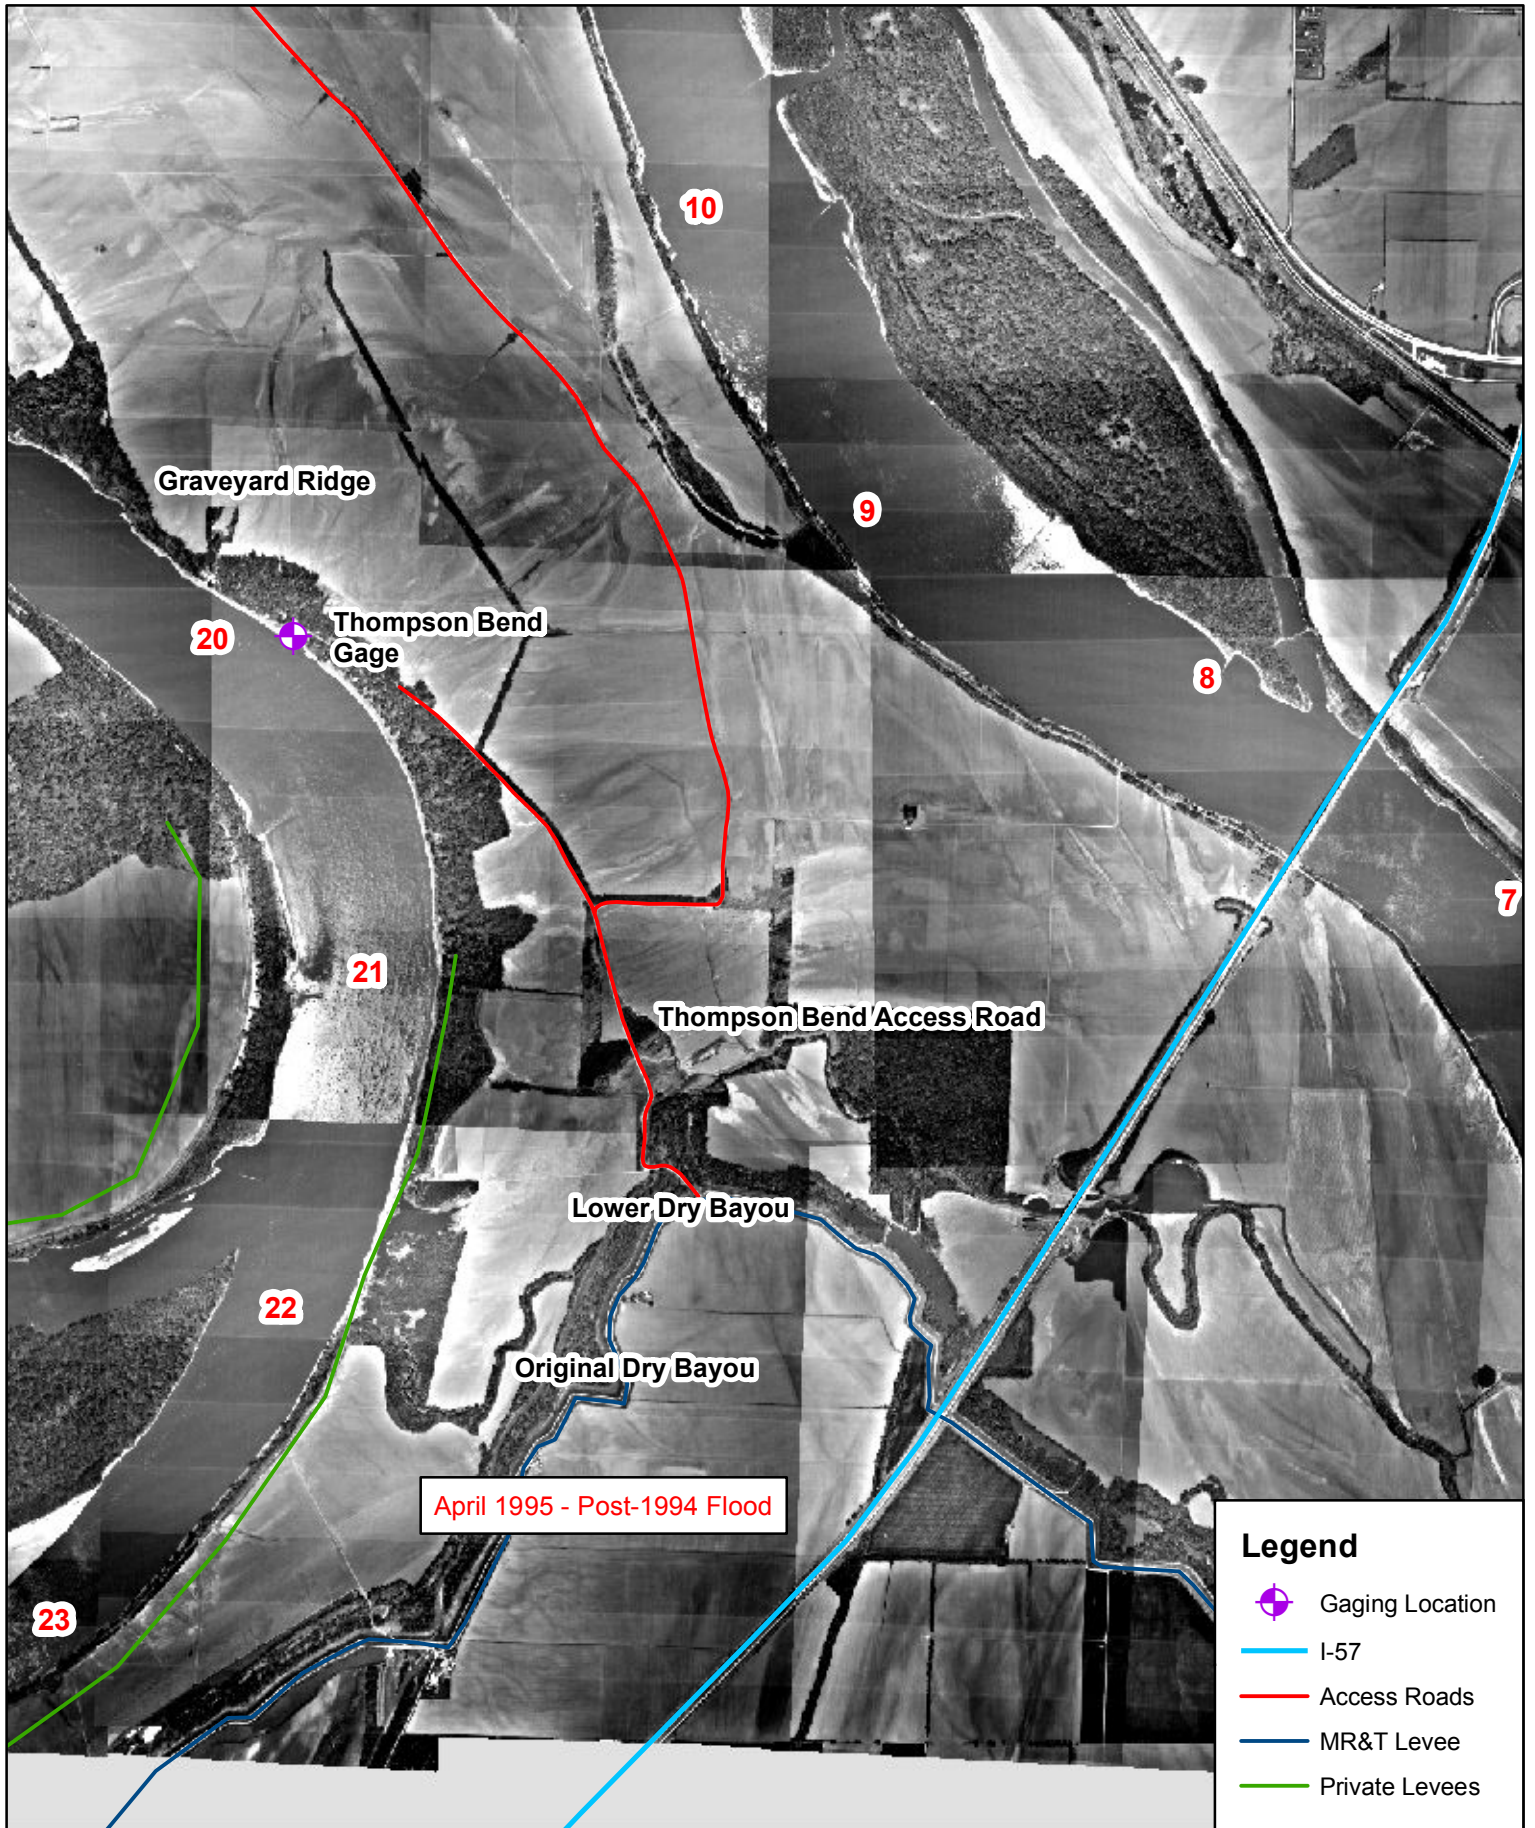 10
Graveyard Ridge
9
Thompson Bend
Gage
20
8
7
21
Thompson Bend Access Road
Lower Dry Bayou
22
Original Dry Bayou
April 1995 - Post-1994 Flood
23
Legend
Gaging Location
I-57
Access Roads
MR&T Levee
Private Levees